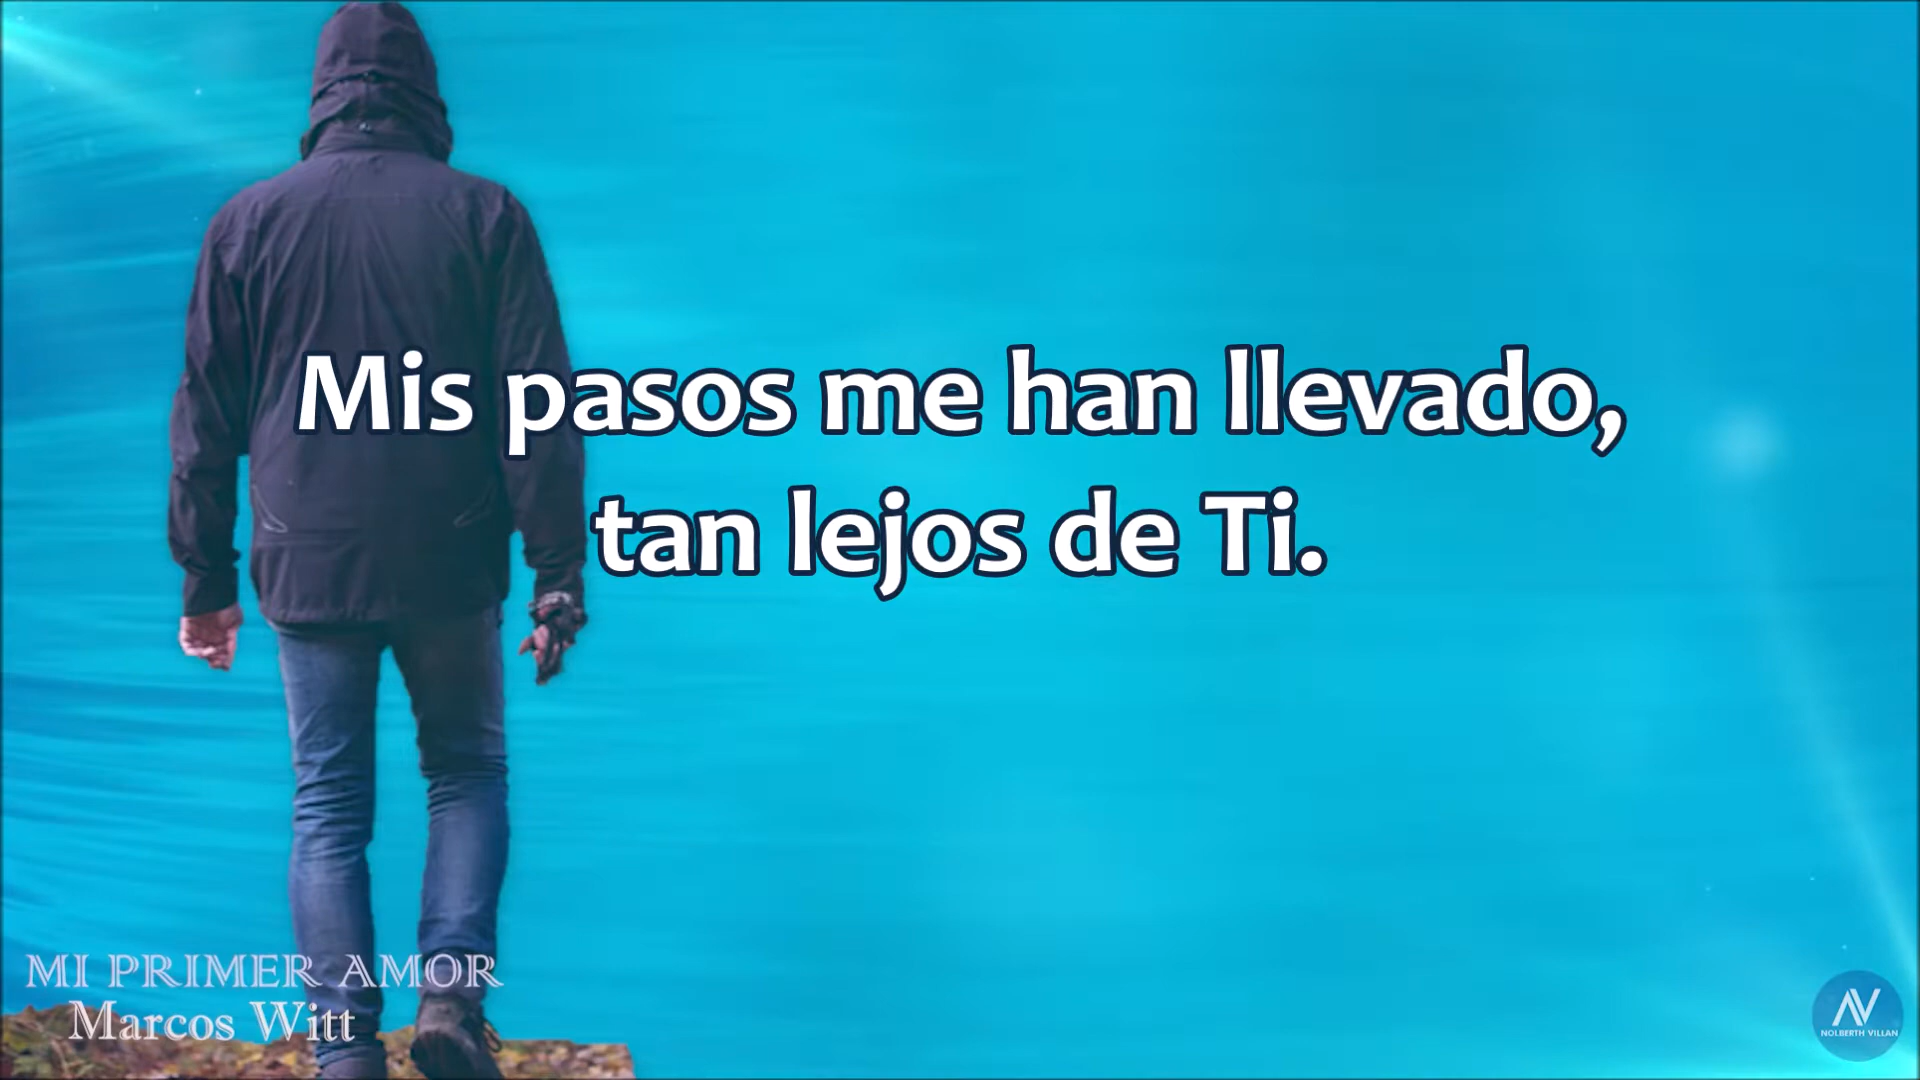 Mis pasos me han llevado,
tan lejos de Ti.
MI PRIMER AMOR
Marcos Witt
NOLBERTH VILLAN